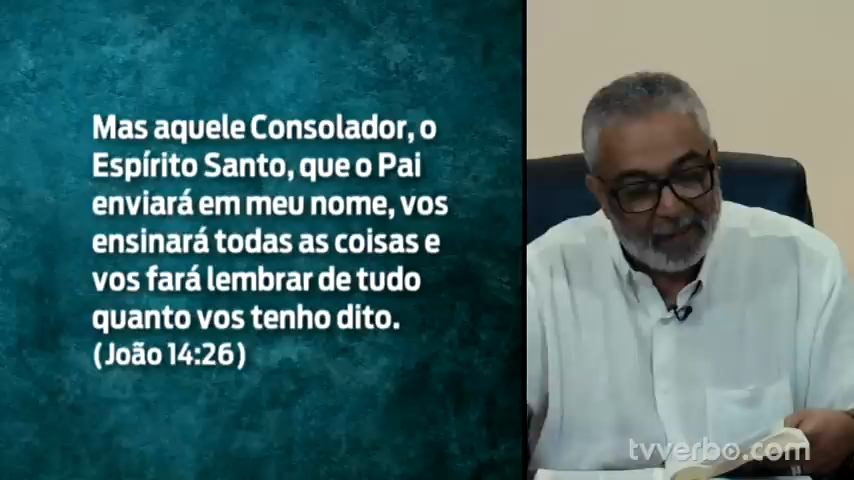 Mas aquele Consolador, o
Espírito Santo, que o Pai
enviará em meu nome, vos
ensinará todas as coisas e
vos fará lembrar de tudo
quanto vos tenho dito.
(João 14:26)
tvverbo.com